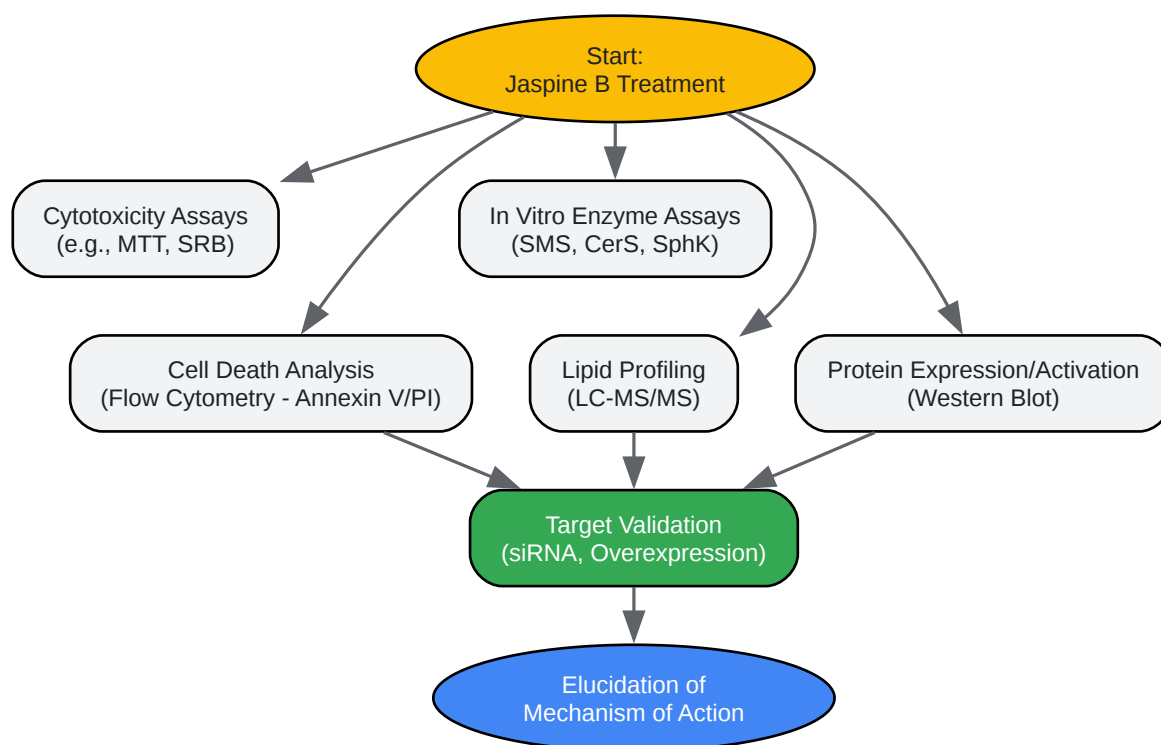 Start:
Jaspine B Treatment
Cytotoxicity Assays
(e.g., MTT, SRB)
In Vitro Enzyme Assays
(SMS, CerS, SphK)
Cell Death Analysis
(Flow Cytometry - Annexin V/PI)
Lipid Profiling
(LC-MS/MS)
Protein Expression/Activation
(Western Blot)
Target Validation
(siRNA, Overexpression)
Elucidation of
Mechanism of Action